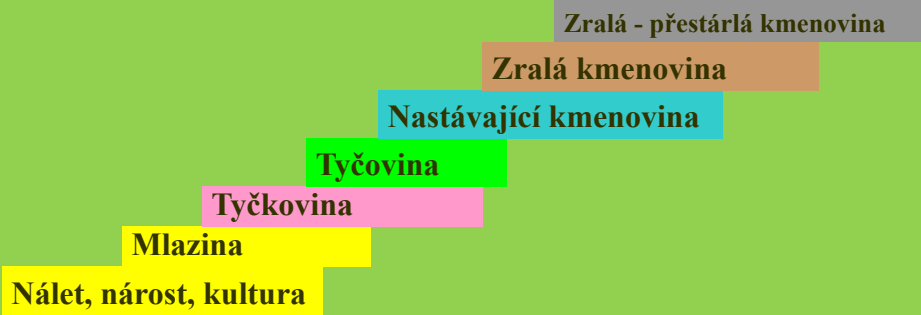 Zralá - přestárlá kmenovina
Zralá kmenovina
Nastávající kmenovina
Tyčovina
Tyčkovina
Mlazina
Nálet, nárost, kultura